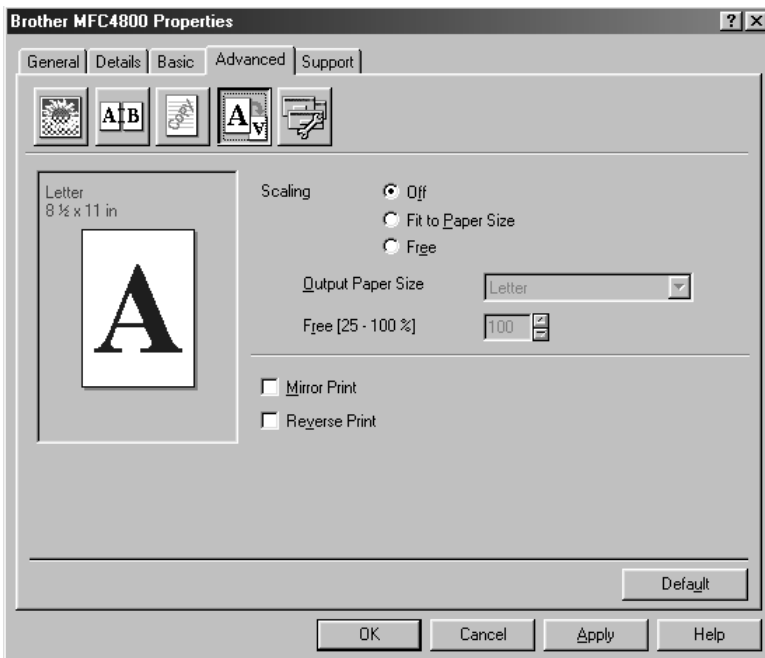 Brother MFC4800 Properties
General Details Basic Advanced Support
A B COPY A A
Letter
8 ½ x 11 in
A
Scaling Off
Fit to Paper Size
Free
Output Paper Size Letter
Free [25 - 100 %] 100
Mirror Print
Reverse Print
Default
OK Cancel Apply Help